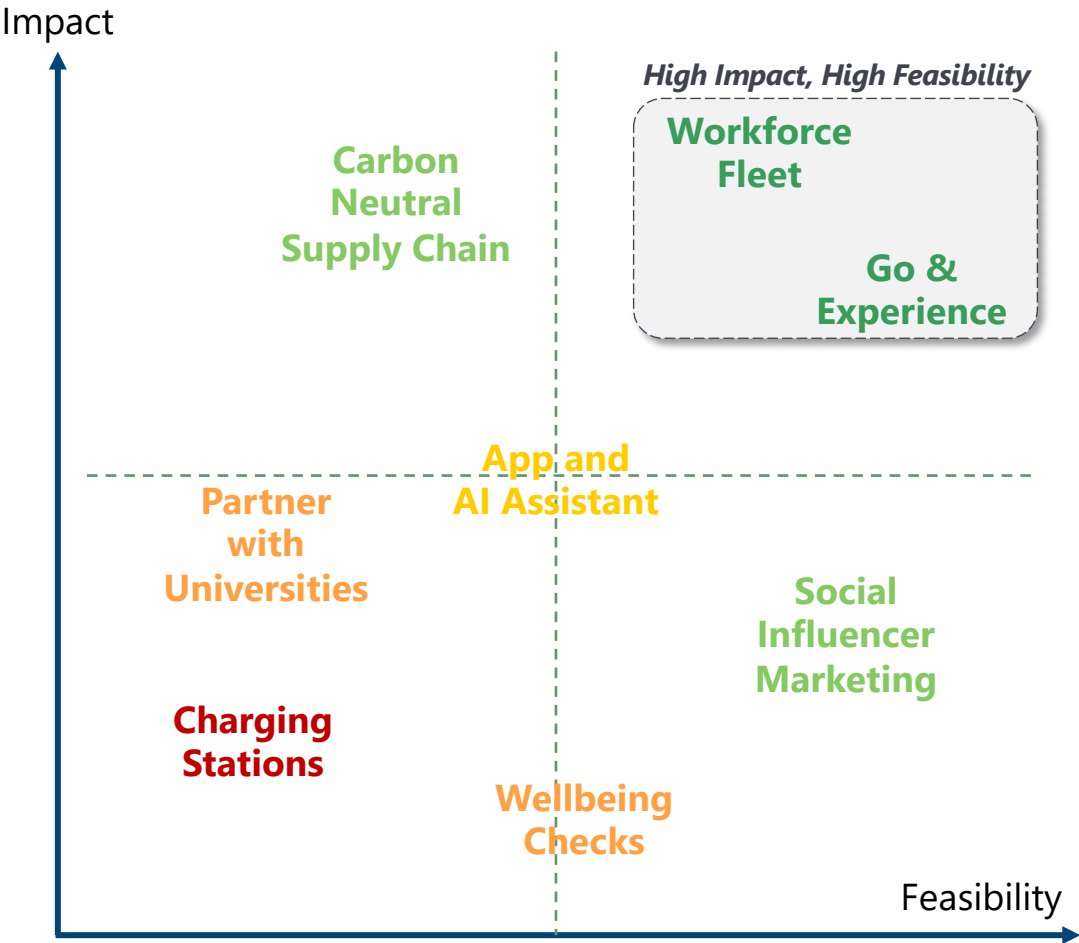 Impact
High Impact, High Feasibility
Workforce
Fleet
Carbon
Neutral
Supply Chain
Go &
Experience
App and
AI Assistant
Partner
with
Universities
Social
Influencer
Marketing
Charging
Stations
Wellbeing
Checks
Feasibility